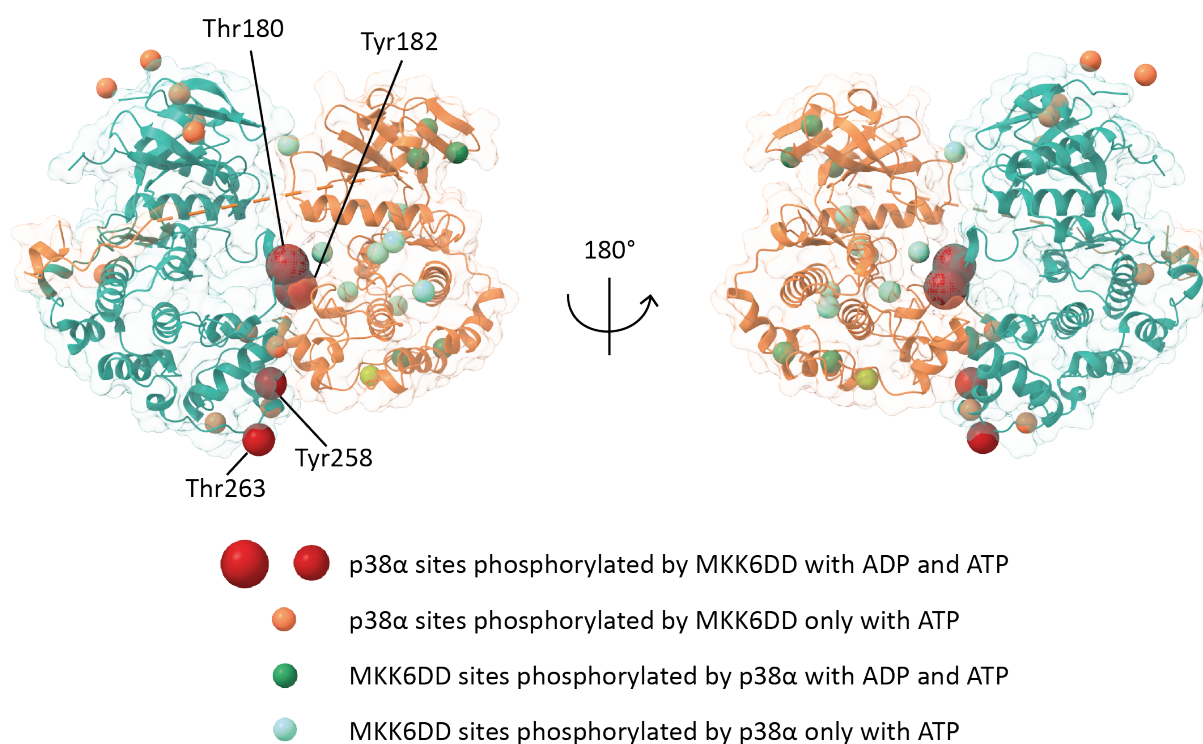 Thr180
Tyr182
180°
Tyr258
Thr263
p38α sites phosphorylated by MKK6DD with ADP and ATP
p38α sites phosphorylated by MKK6DD only with ATP
MKK6DD sites phosphorylated by p38α with ADP and ATP
MKK6DD sites phosphorylated by p38α only with ATP